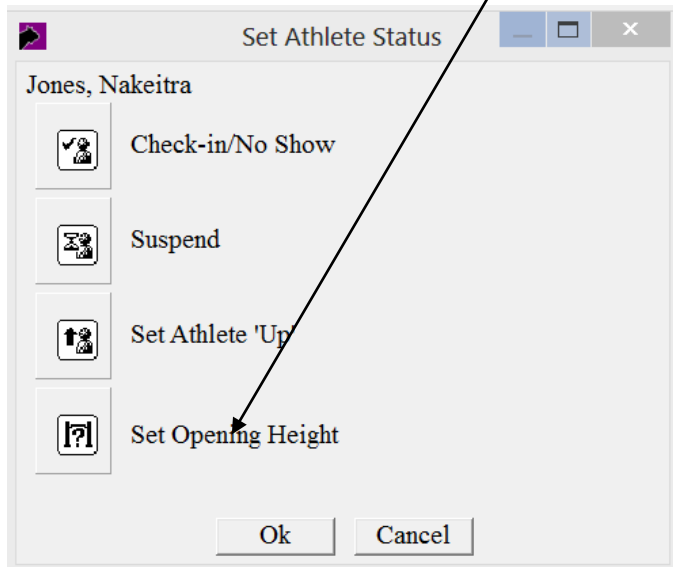 Set Athlete Status
Jones, Nakeitra
Check-in/No Show
Suspend
Set Athlete 'Up'
Set Opening Height
Ok Cancel